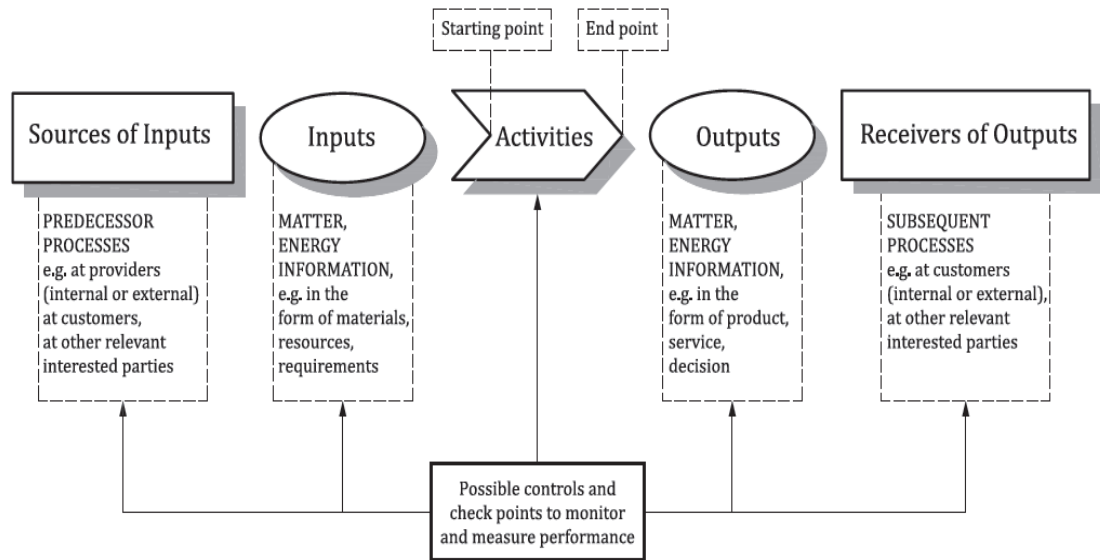 Starting point
End point
Sources of Inputs
Inputs
Activities
Outputs
Receivers of Outputs
PREDECESSOR
PROCESSES
e.g. at providers
(internal or external)
at customers,
at other relevant
interested parties
MATTER,
ENERGY
INFORMATION,
e.g. in the
form of materials,
resources,
requirements
MATTER,
ENERGY
INFORMATION,
e.g. in the
form of product,
service,
decision
SUBSEQUENT
PROCESSES
e.g. at customers
(internal or external),
at other relevant
interested parties
Possible controls and
check points to monitor
and measure performance